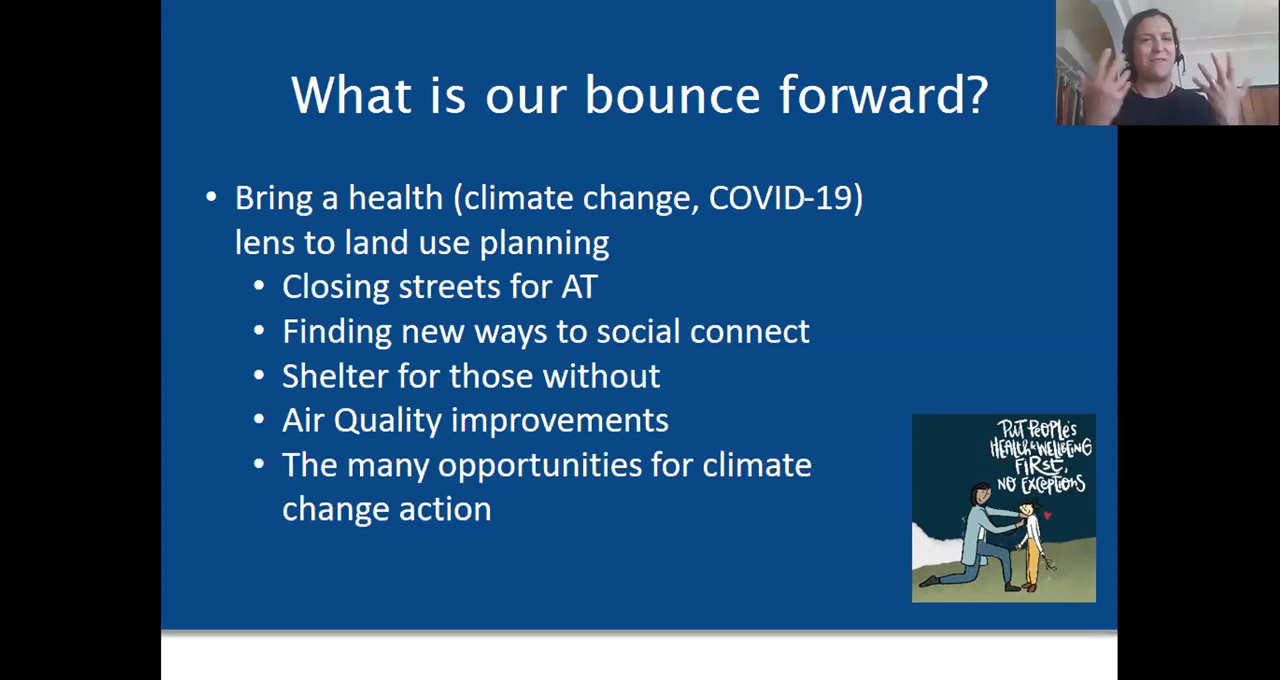 What is our bounce forward?
• Bring a health (climate change, COVID-19)
lens to land use planning
• Closing streets for AT
• Finding new ways to social connect
• Shelter for those without
• Air Quality improvements
• The many opportunities for climate
change action
PUT PEOPLE'S
HEALTH & WELLBEING
FIRST,
NO EXCEPTIONS